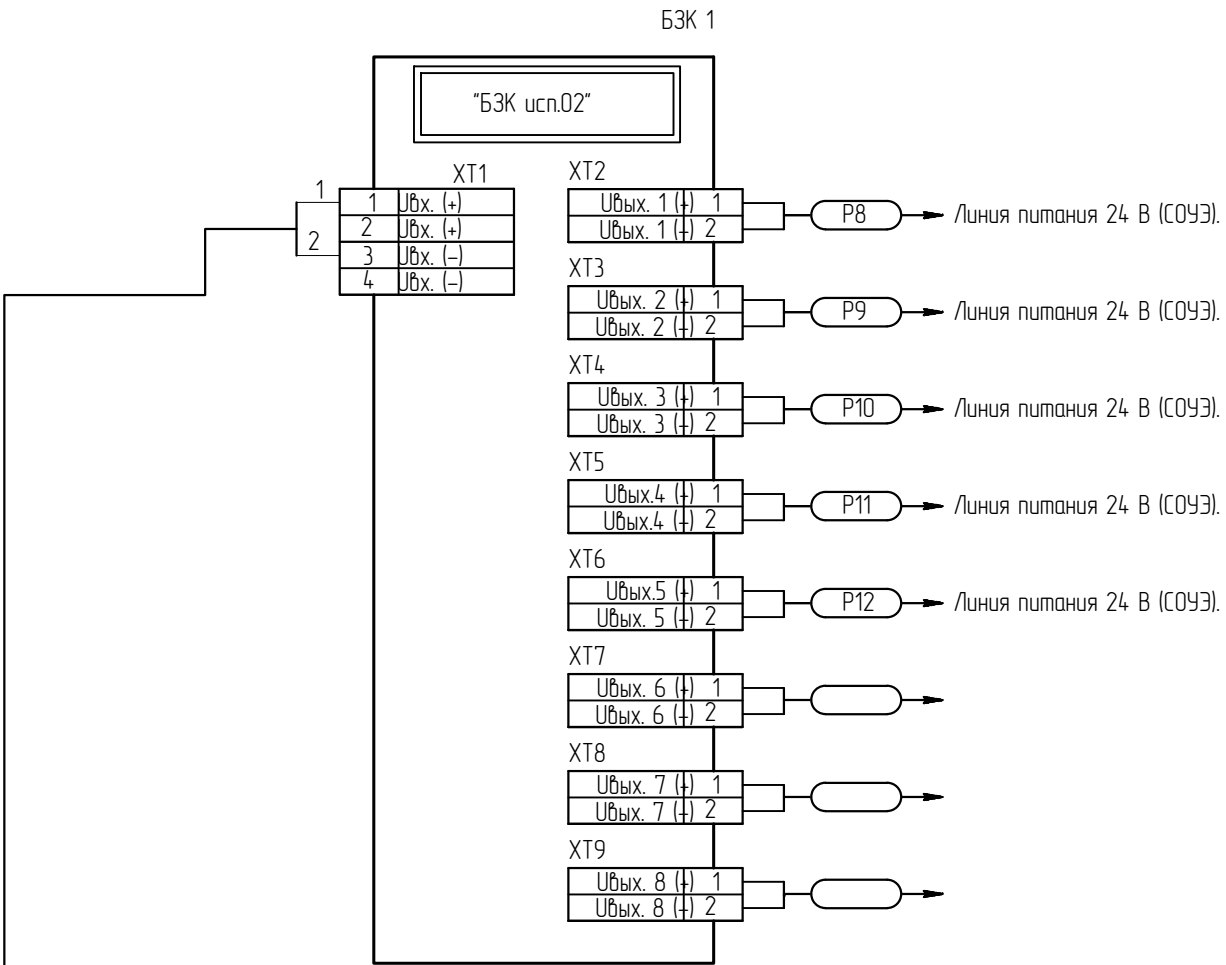 БЗК 1
"БЗК исп.02"
XT1
1
2
1 Uвх. (+)
2 Uвх. (+)
3 Uвх. (-)
4 Uвх. (-)
XT2
Uвых. 1 (+) 1
Uвых. 1 (-) 2
P8
Линия питания 24 В (СОУЭ).
XT3
Uвых. 2 (+) 1
Uвых. 2 (-) 2
P9
Линия питания 24 В (СОУЭ).
XT4
Uвых. 3 (+) 1
Uвых. 3 (-) 2
P10
Линия питания 24 В (СОУЭ).
XT5
Uвых.4 (+) 1
Uвых.4 (-) 2
P11
Линия питания 24 В (СОУЭ).
XT6
Uвых.5 (+) 1
Uвых. 5 (-) 2
P12
Линия питания 24 В (СОУЭ).
XT7
Uвых. 6 (+) 1
Uвых. 6 (-) 2
XT8
Uвых. 7 (+) 1
Uвых. 7 (-) 2
XT9
Uвых. 8 (+) 1
Uвых. 8 (-) 2